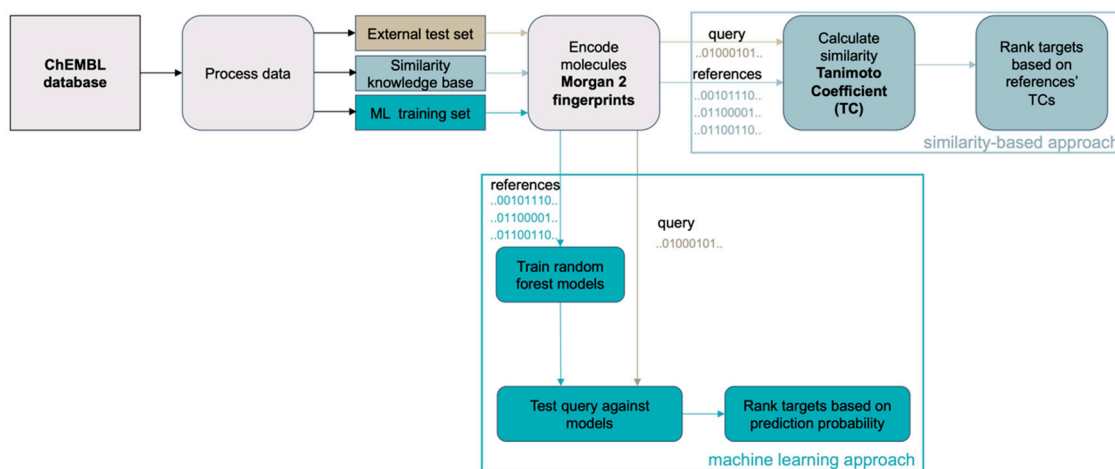 ChEMBL
database
Process data
External test set
Similarity
knowledge base
ML training set
Encode
molecules
Morgan 2
fingerprints
query
..01000101..
references
..00101110..
..01100001..
..01100110..
Calculate
similarity
Tanimoto
Coefficient
(TC)
Rank targets
based on
references'
TCs
similarity-based approach
references
..00101110..
..01100001..
..01100110..
query
..01000101..
Train random
forest models
Test query against
models
Rank targets based on
prediction probability
machine learning approach